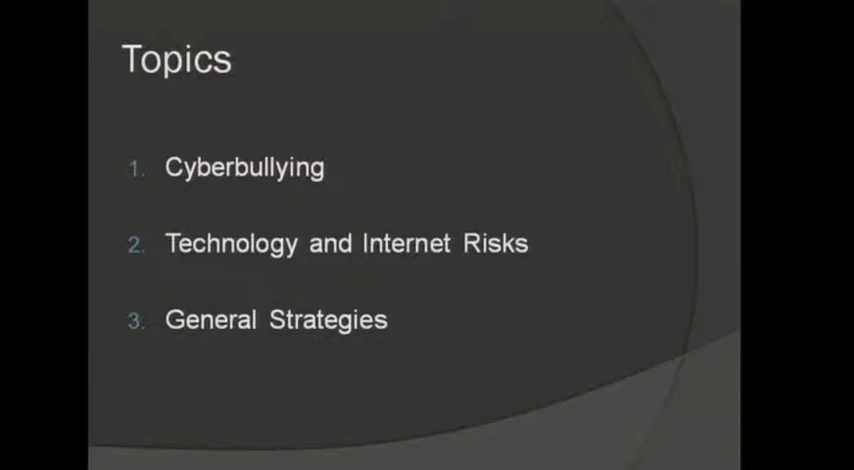 Topics
1. Cyberbullying
2. Technology and Internet Risks
3. General Strategies